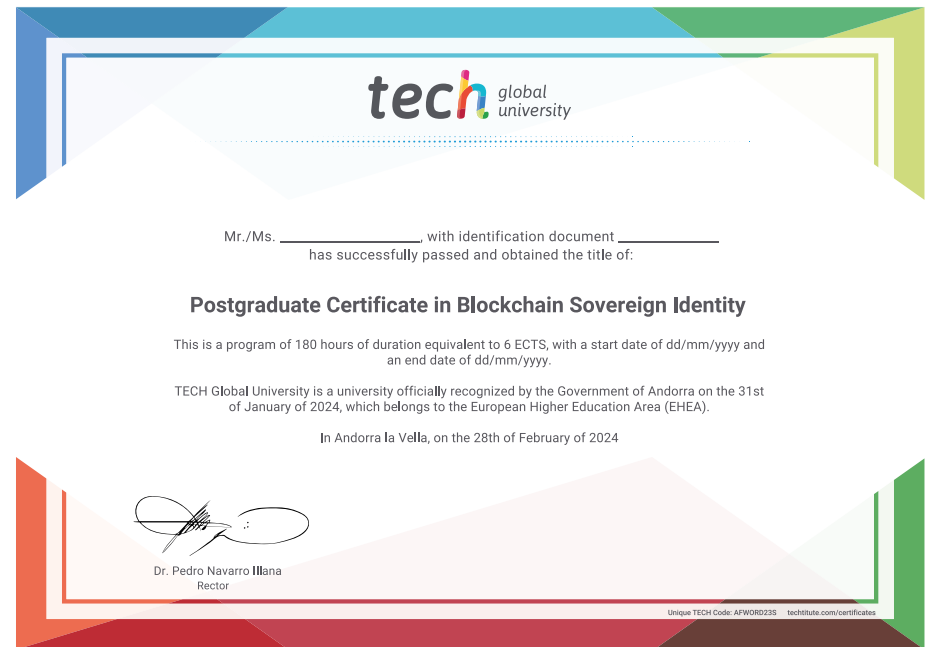 tech global university
Mr./Ms. ____________________, with identification document ______________
has successfully passed and obtained the title of:
Postgraduate Certificate in Blockchain Sovereign Identity
This is a program of 180 hours of duration equivalent to 6 ECTS, with a start date of dd/mm/yyyy and
an end date of dd/mm/yyyy.
TECH Global University is a university officially recognized by the Government of Andorra on the 31st
of January of 2024, which belongs to the European Higher Education Area (EHEA).
In Andorra la Vella, on the 28th of February of 2024
Dr. Pedro Navarro Illana
Rector
Unique TECH Code: AFWORD23S techtitute.com/certificates